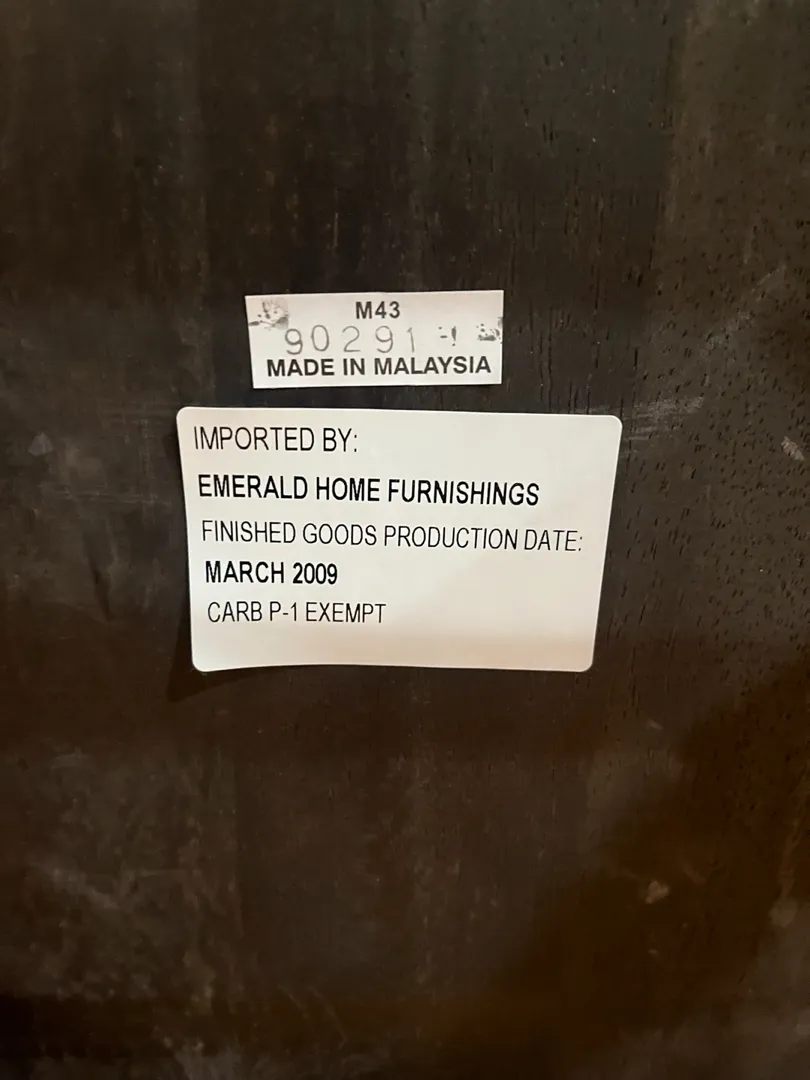 M43
90291
MADE IN MALAYSIA
IMPORTED BY:
EMERALD HOME FURNISHINGS
FINISHED GOODS PRODUCTION DATE:
MARCH 2009
CARB P-1 EXEMPT